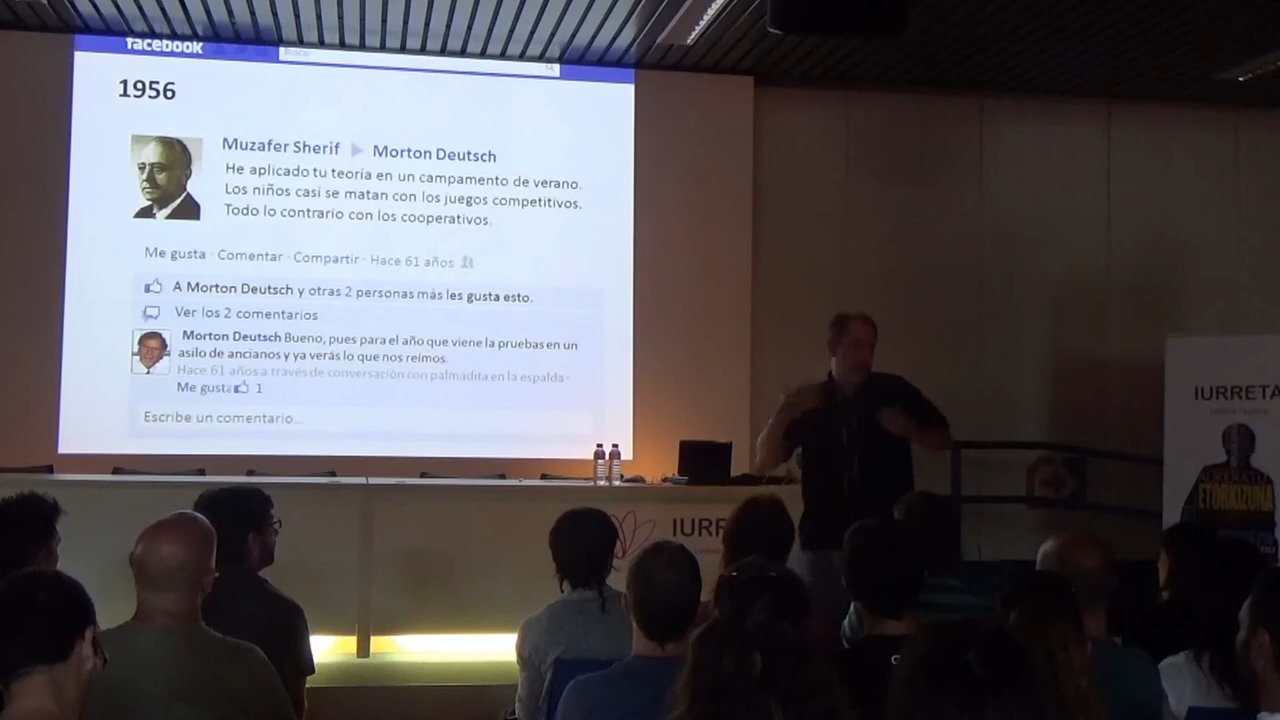 facebook
Buscar
1956
Muzafer Sherif Morton Deutsch
He aplicado tu teoría en un campamento de verano.
Los niños casi se matan con los juegos competitivos.
Todo lo contrario con los cooperativos.
Me gusta · Comentar · Compartir · Hace 61 años
A Morton Deutsch y otras 2 personas más les gusta esto.
Ver los 2 comentarios
Morton Deutsch Bueno, pues para el año que viene la pruebas en un
asilo de ancianos y ya verás lo que nos reímos.
Hace 61 años a través de conversación con palmadita en la espalda ·
Me gusta 1
Escribe un comentario...
IURR
IURRETA
ETORKIZUNA